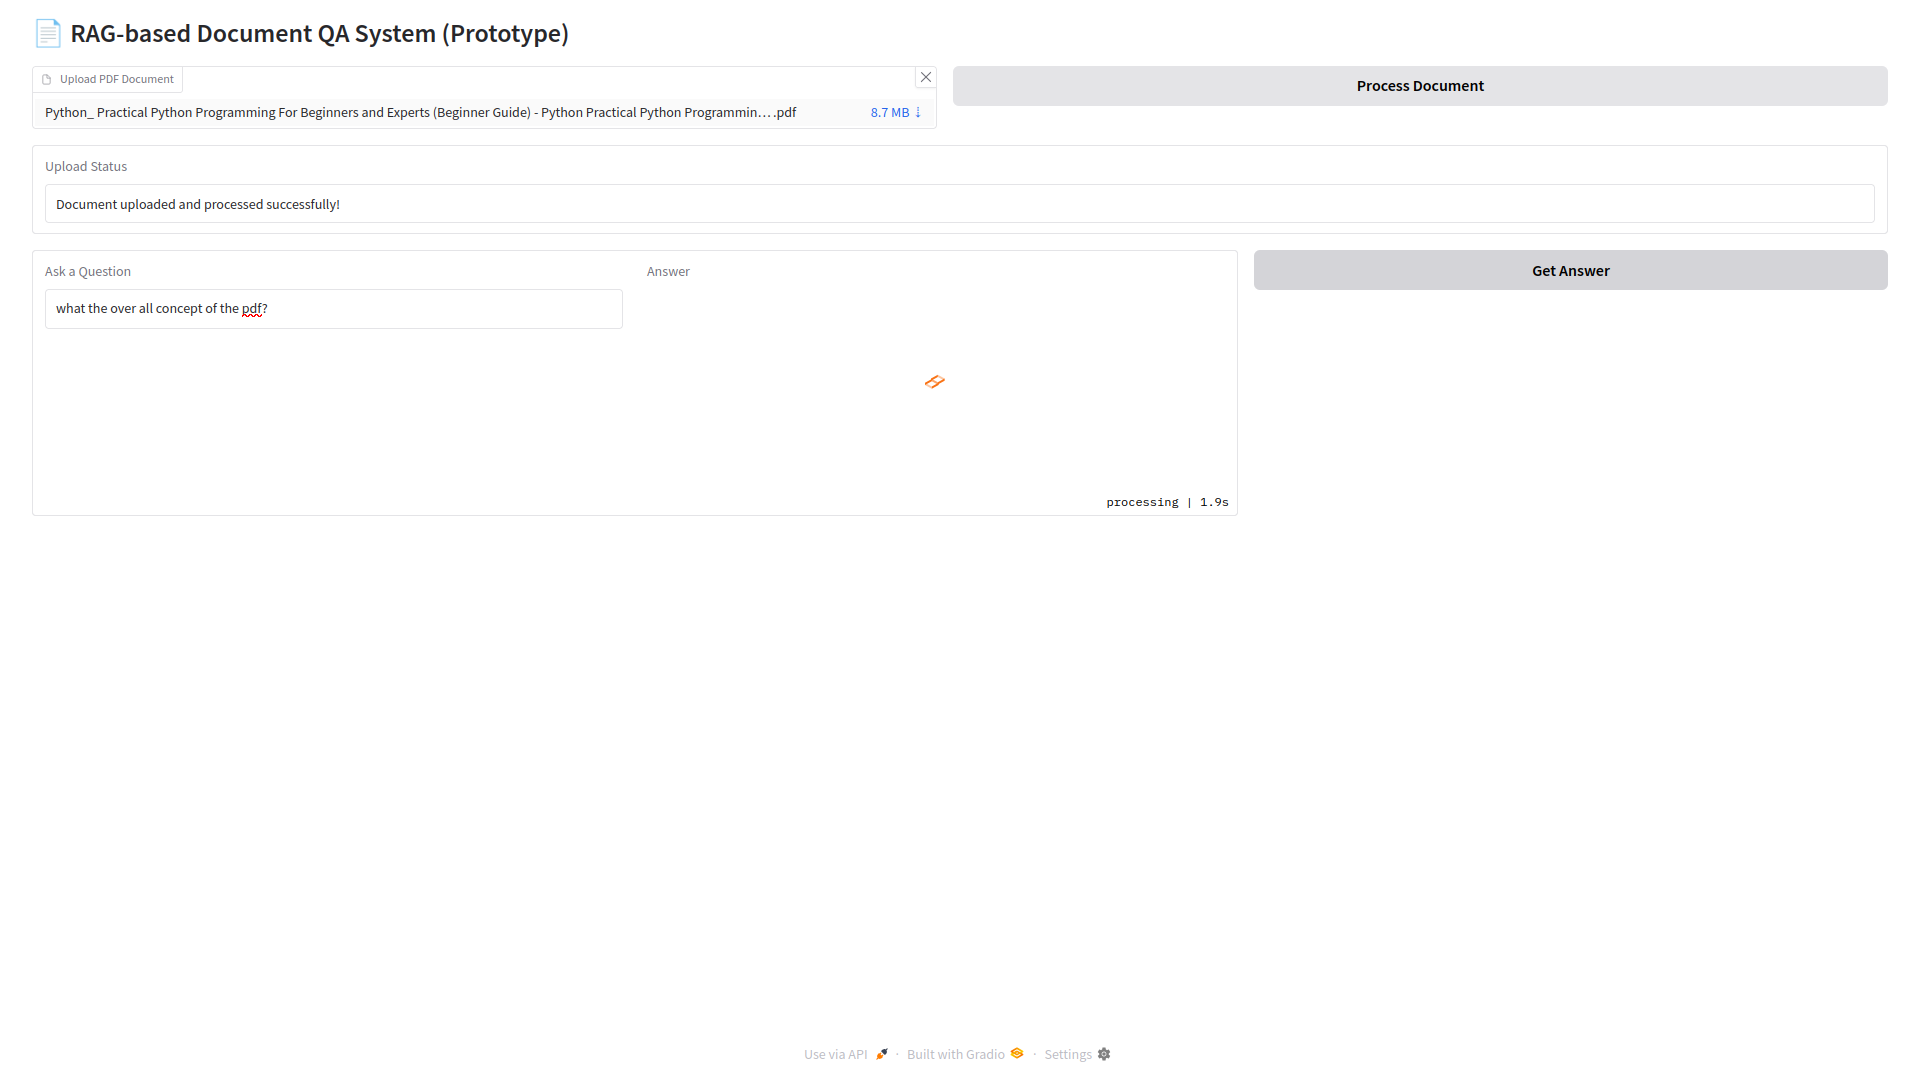 RAG-based Document QA System (Prototype)
Upload PDF Document
Python_ Practical Python Programming For Beginners and Experts (Beginner Guide) - Python Practical Python Programmin….pdf
8.7 MB ↓
Process Document
Upload Status
Document uploaded and processed successfully!
Ask a Question
what the over all concept of the pdf?
Answer
processing | 1.9s
Get Answer
Use via API · Built with Gradio · Settings